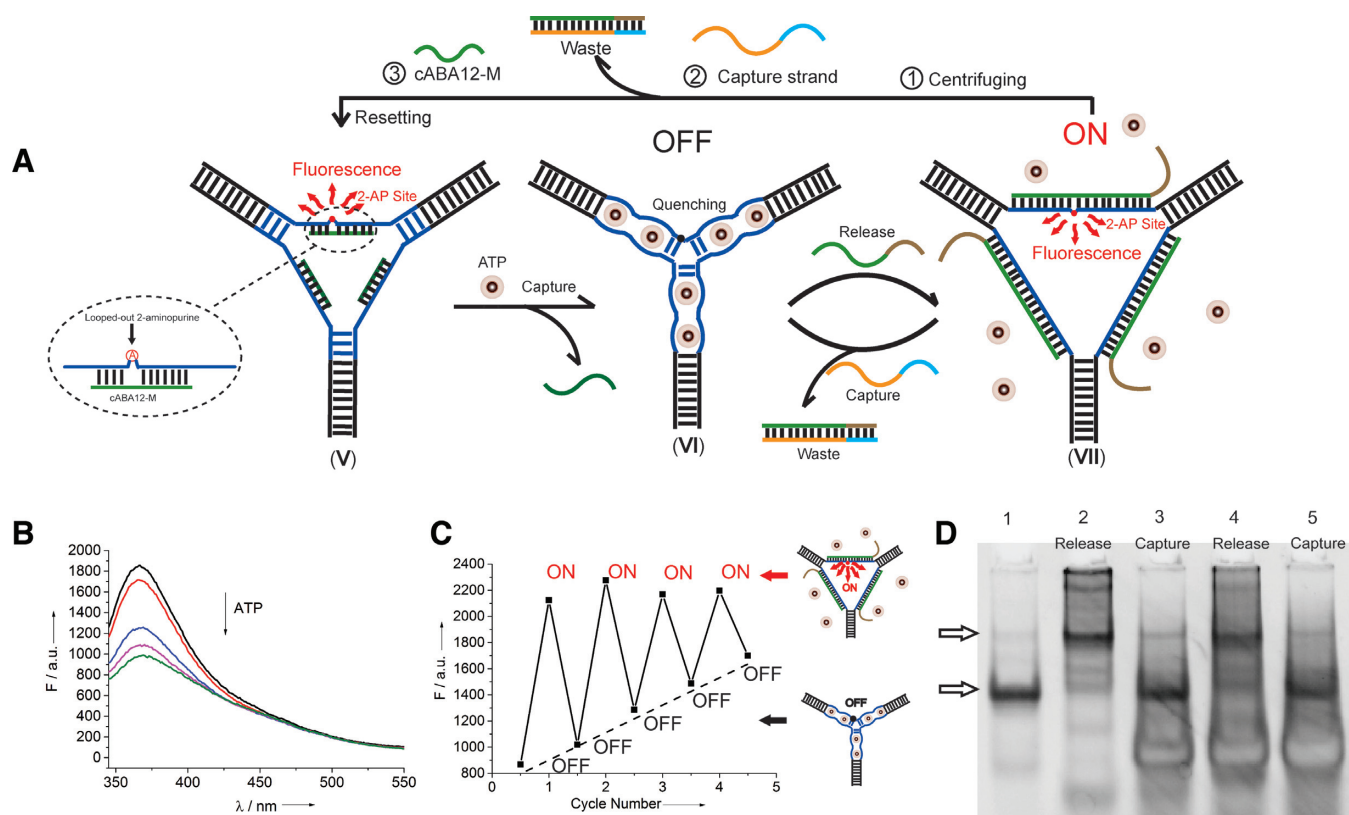 Waste
③ cABA12-M
② Capture strand
① Centrifuging
Resetting
A
OFF
ON
Fluorescence
2-AP Site
Looped-out 2-aminopurine
A
cABA12-M
(V)
ATP
Capture
Quenching
(VI)
Release
Capture
Waste
2-AP Site
Fluorescence
(VII)
B
2000
1800
1600
1400
1200
1000
800
600
400
200
0
F / a.u.
ATP
350 400 450 500 550
λ / nm
C
2400
2200
2000
1800
1600
1400
1200
1000
800
F / a.u.
ON ON ON ON
OFF OFF OFF OFF OFF
0 1 2 3 4 5
Cycle Number
ON
OFF
D
1 2 3 4 5
Release Capture Release Capture